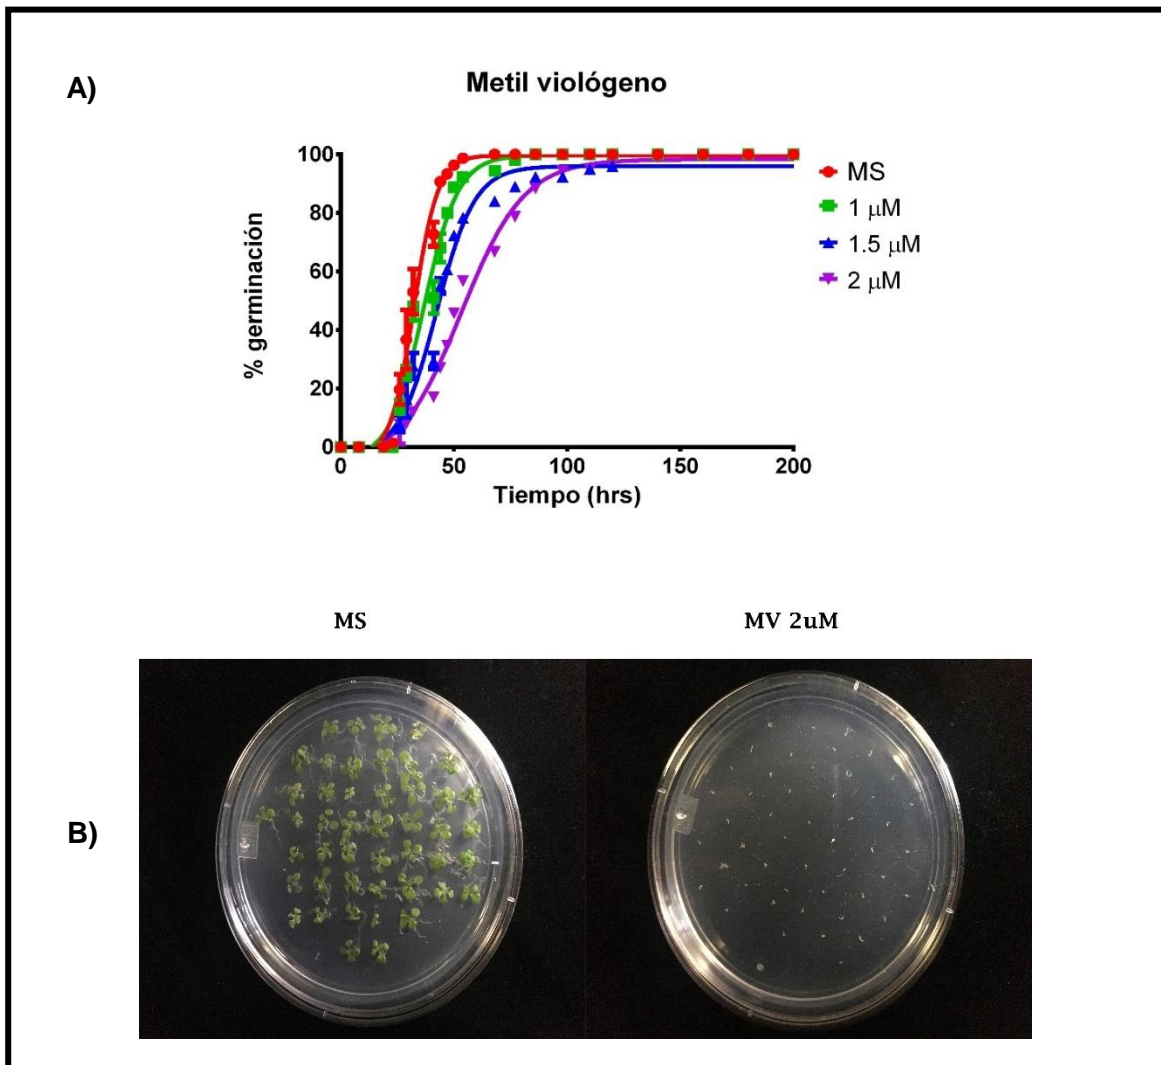 A)
Metil viológeno
100
80
60
40
20
0
% germinación
0 50 100 150 200
Tiempo (hrs)
MS
1 μM
1.5 μM
2 μM
MS MV 2uM
B)